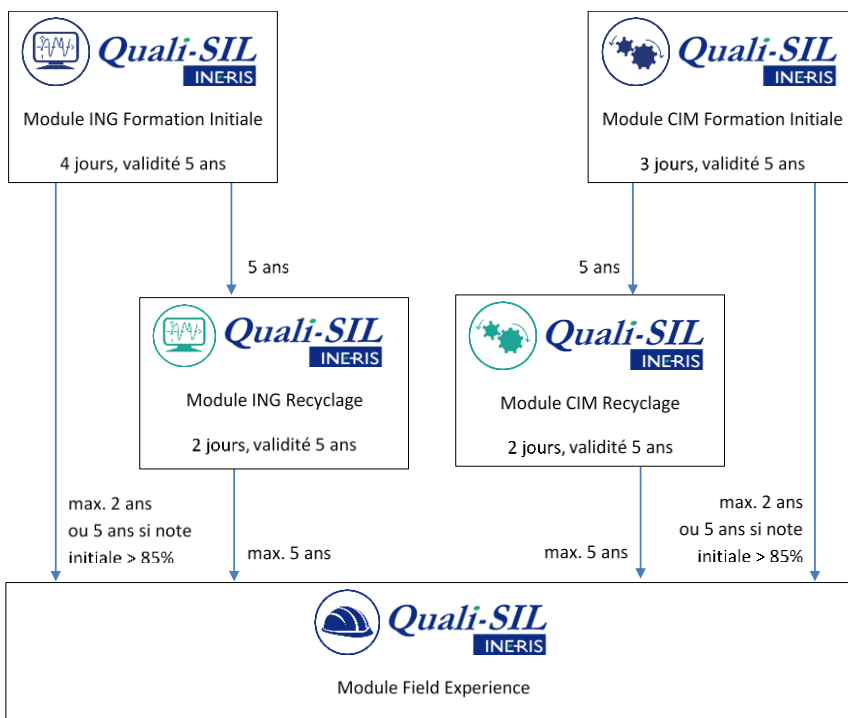 Quali-SIL
INERIS
Module ING Formation Initiale
4 jours, validité 5 ans
Quali-SIL
INERIS
Module CIM Formation Initiale
3 jours, validité 5 ans
5 ans
5 ans
Quali-SIL
INERIS
Module ING Recyclage
2 jours, validité 5 ans
Quali-SIL
INERIS
Module CIM Recyclage
2 jours, validité 5 ans
max. 2 ans
ou 5 ans si note
initiale > 85%
max. 5 ans
max. 5 ans
max. 2 ans
ou 5 ans si note
initiale > 85%
Quali-SIL
INERIS
Module Field Experience